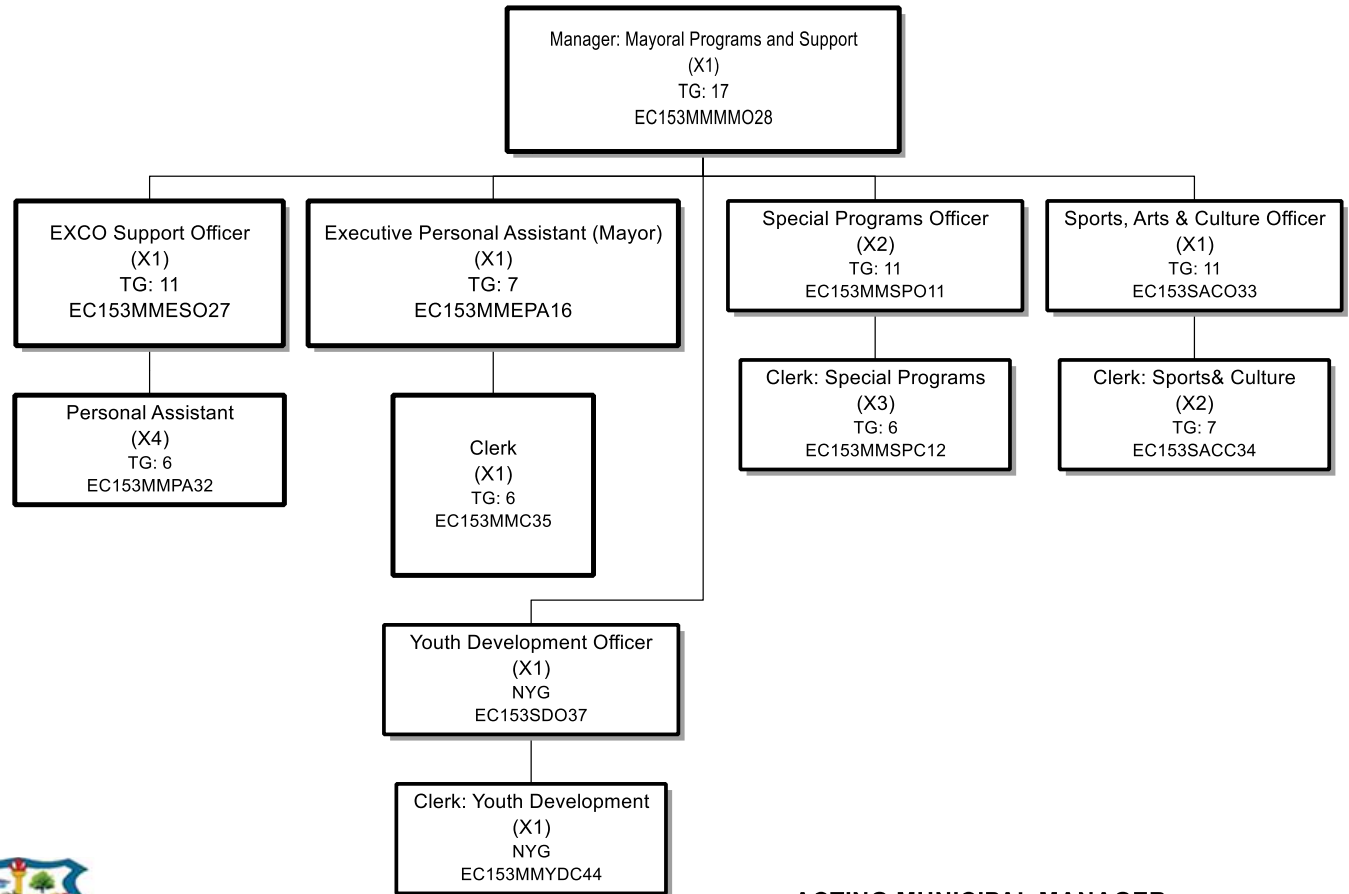 Manager: Mayoral Programs and Support
(X1)
TG: 17
EC153MMMMO28
EXCO Support Officer
(X1)
TG: 11
EC153MMESO27
Executive Personal Assistant (Mayor)
(X1)
TG: 7
EC153MMEPA16
Special Programs Officer
(X2)
TG: 11
EC153MMSPO11
Sports, Arts & Culture Officer
(X1)
TG: 11
EC153SACO33
Personal Assistant
(X4)
TG: 6
EC153MMPA32
Clerk
(X1)
TG: 6
EC153MMC35
Clerk: Special Programs
(X3)
TG: 6
EC153MMSPC12
Clerk: Sports& Culture
(X2)
TG: 7
EC153SACC34
Youth Development Officer
(X1)
NYG
EC153SDO37
Clerk: Youth Development
(X1)
NYG
EC153MMYDC44
ACTING MUNICIPAL MANAGER